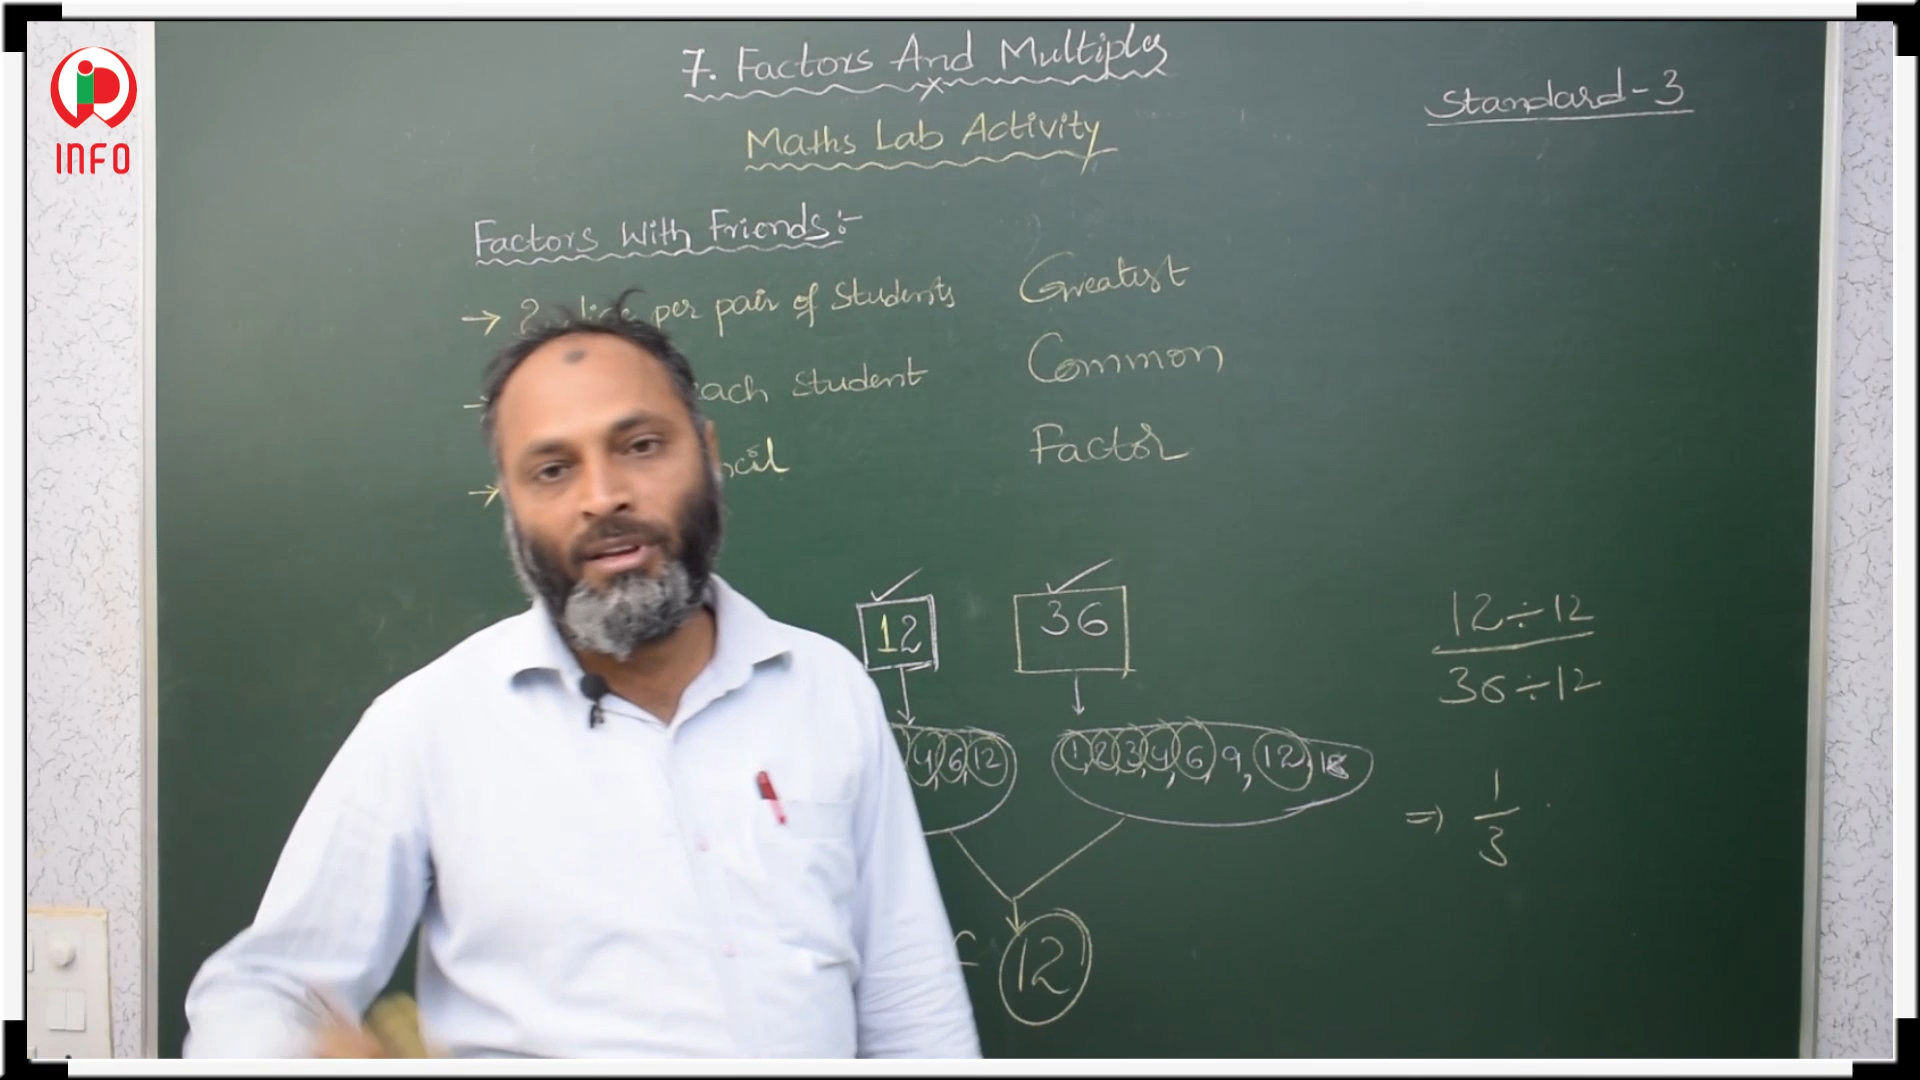 INFO
7. Factors And Multiples
Standard-3
Maths Lab Activity
Factors With Friends:-
→ 2 dice per pair of Students
Greatest
each student
Common
→
Factor
12
36
12÷12
36÷12
4,6,12
1,2,3,4,6,9,12,18
⇒ 1/3
12